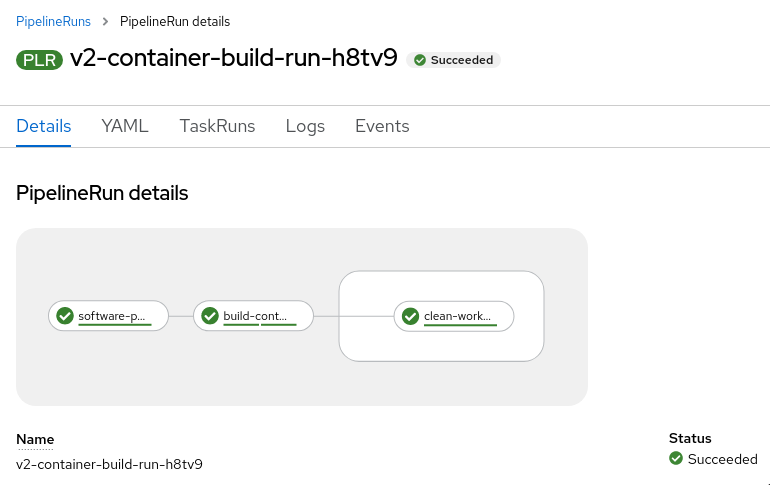 PipelineRuns > PipelineRun details
PLR v2-container-build-run-h8tv9 Succeeded
Details YAML TaskRuns Logs Events
PipelineRun details
software-p... build-cont... clean-work...
Name
v2-container-build-run-h8tv9
Status
Succeeded